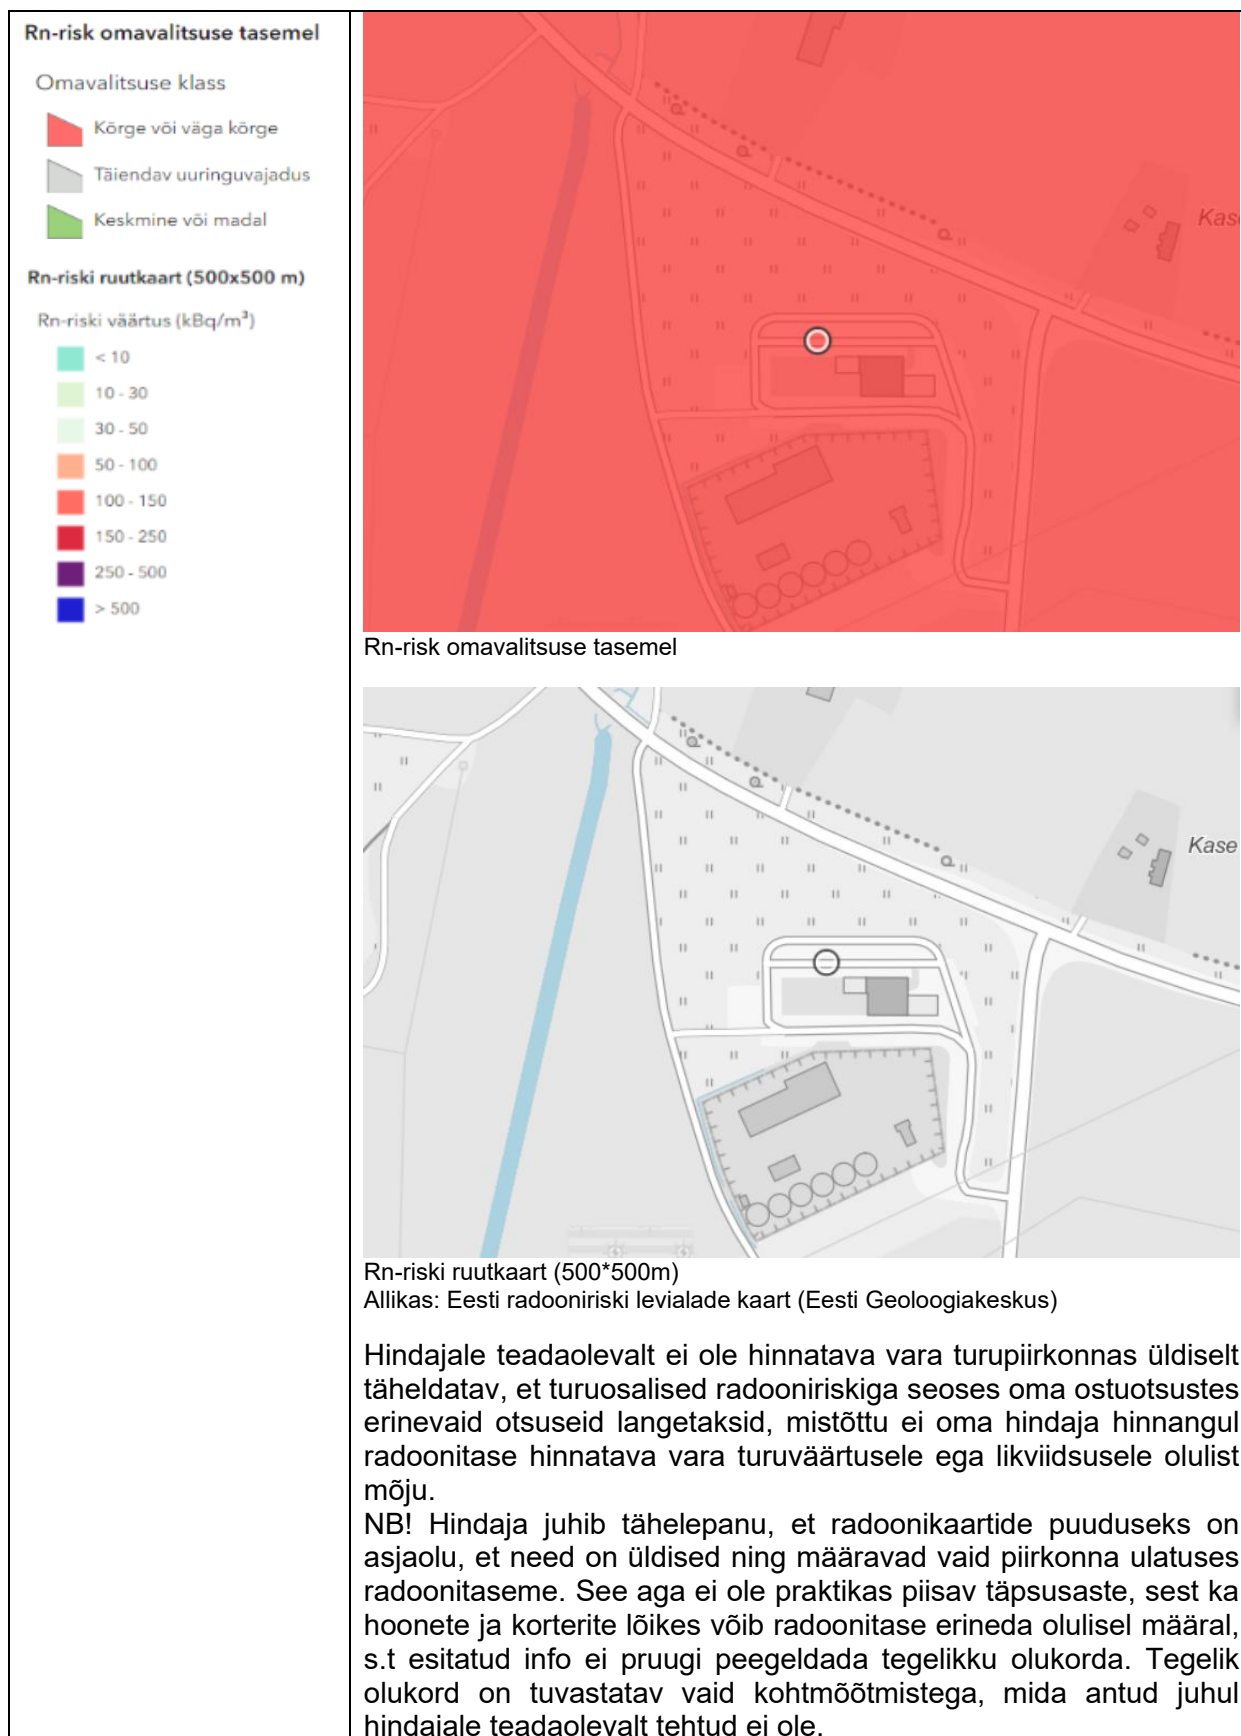 Rn-risk omavalitsuse tasemel
Omavalitsuse klass
Kõrge või väga kõrge
Täiendav uuringuvajadus
Keskmine või madal
Rn-riski ruutkaart (500x500 m)
Rn-riski väärtus (kBq/m³)
< 10
10 - 30
30 - 50
50 - 100
100 - 150
150 - 250
250 - 500
> 500
Kase
Rn-risk omavalitsuse tasemel
Kase
Rn-riski ruutkaart (500*500m)
Allikas: Eesti radooniriski levialade kaart (Eesti Geoloogiakeskus)
Hindajale teadaolevalt ei ole hinnatava vara turupiirkonnas üldiselt
täheldatav, et turuosalised radooniriskiga seoses oma ostuotsustes
erinevaid otsuseid langetaksid, mistõttu ei oma hindaja hinnangul
radoonitase hinnatava vara turuväärtusele ega likviidsusele olulist
mõju.
NB! Hindaja juhib tähelepanu, et radoonikaartide puuduseks on
asjaolu, et need on üldised ning määravad vaid piirkonna ulatuses
radoonitaseme. See aga ei ole praktikas piisav täpsusaste, sest ka
hoonete ja korterite lõikes võib radoonitase erineda olulisel määral,
s.t esitatud info ei pruugi peegeldada tegelikku olukorda. Tegelik
olukord on tuvastatav vaid kohtmõõtmistega, mida antud juhul
hindajale teadaolevalt tehtud ei ole.